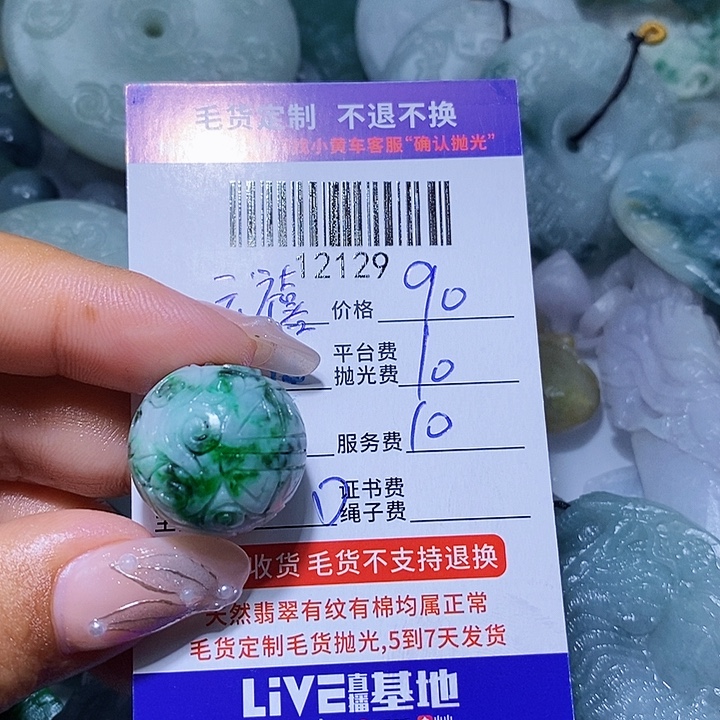 毛货定制 不退不换
小黄车客服“确认抛光”
12129
价格 90
平台费
抛光费 10
服务费 10
证书费
绳子费
收货 毛货不支持退换
天然翡翠有纹有棉均属正常
毛货定制毛货抛光,5到7天发货
LiVE直播基地